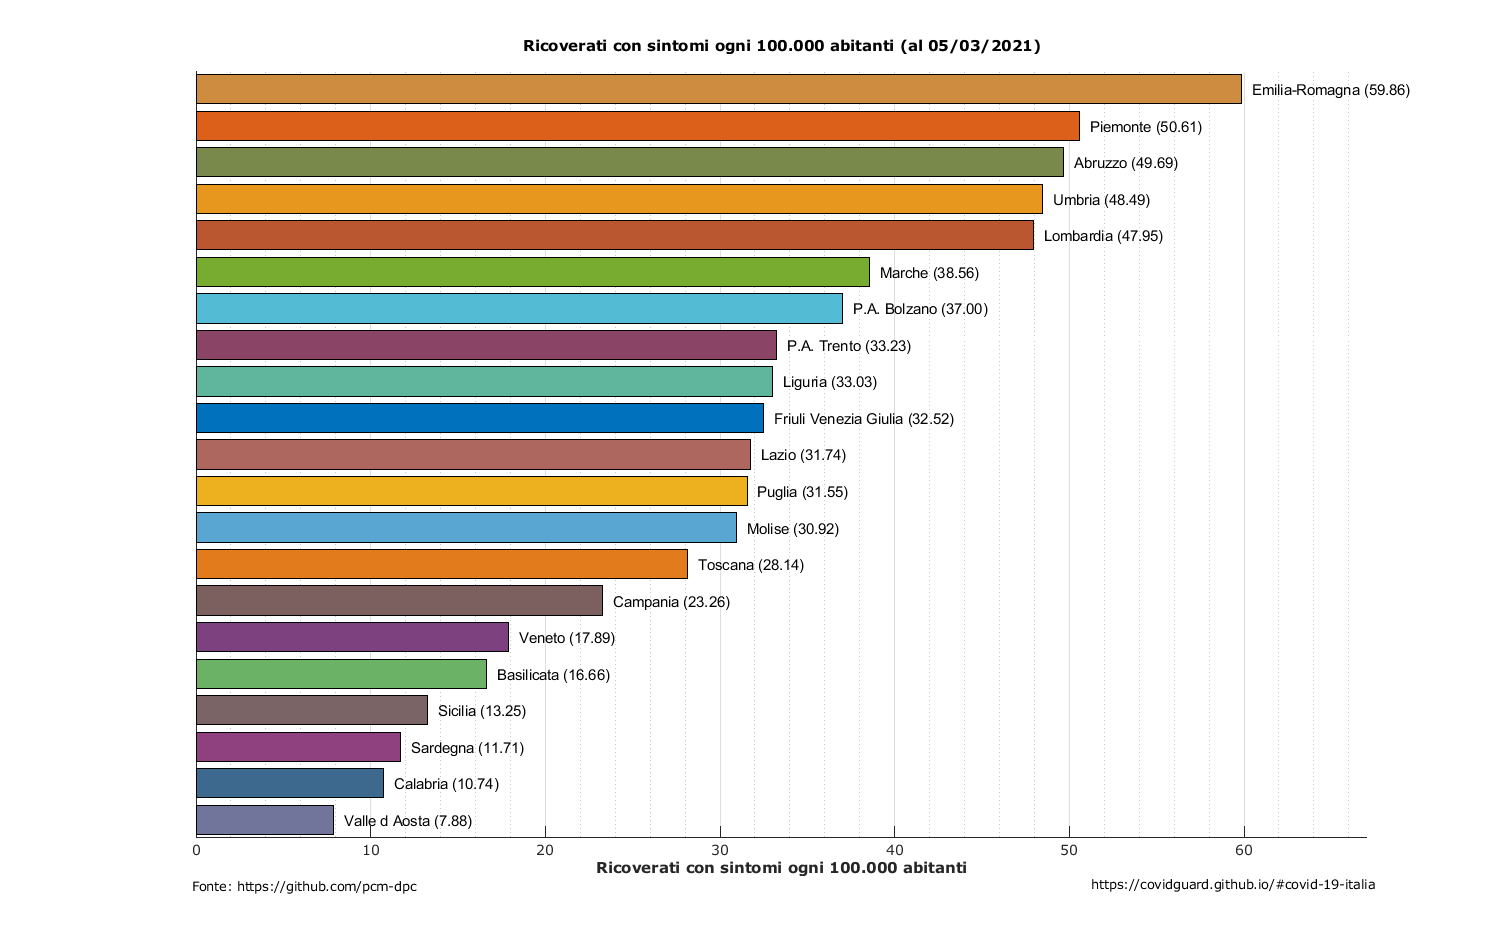 Ricoverati con sintomi ogni 100.000 abitanti (al 05/03/2021)
Emilia-Romagna (59.86)
Piemonte (50.61)
Abruzzo (49.69)
Umbria (48.49)
Lombardia (47.95)
Marche (38.56)
P.A. Bolzano (37.00)
P.A. Trento (33.23)
Liguria (33.03)
Friuli Venezia Giulia (32.52)
Lazio (31.74)
Puglia (31.55)
Molise (30.92)
Toscana (28.14)
Campania (23.26)
Veneto (17.89)
Basilicata (16.66)
Sicilia (13.25)
Sardegna (11.71)
Calabria (10.74)
Valle d Aosta (7.88)
0 10 20 30 40 50 60
Ricoverati con sintomi ogni 100.000 abitanti
Fonte: https://github.com/pcm-dpc
https://covidguard.github.io/#covid-19-italia